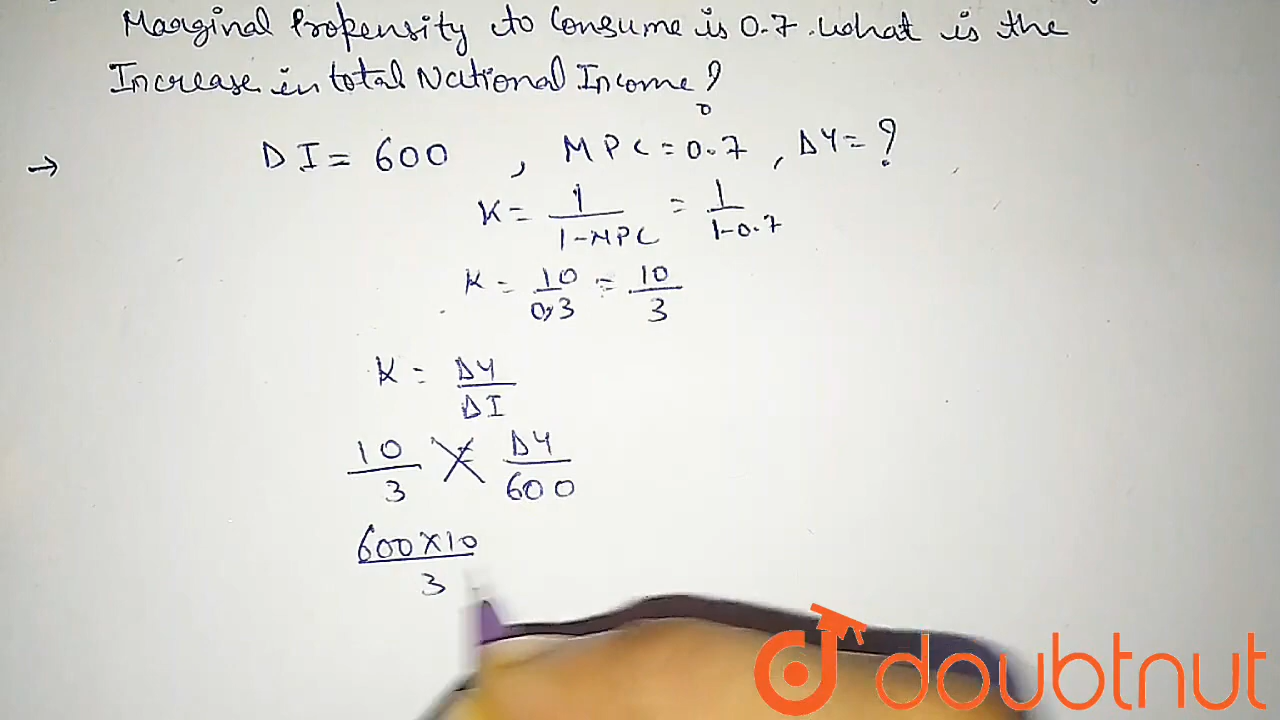 Marginal Propensity to Consume is 0.7. What is the
Increase in total National Income?
→ ΔI = 600 , MPC = 0.7 , ΔY = ?
K = 1/1-MPC = 1/1-0.7
K = 10/0.3 = 10/3
K = ΔY/ΔI
10/3 = ΔY/600
600×10/3
doubtnut